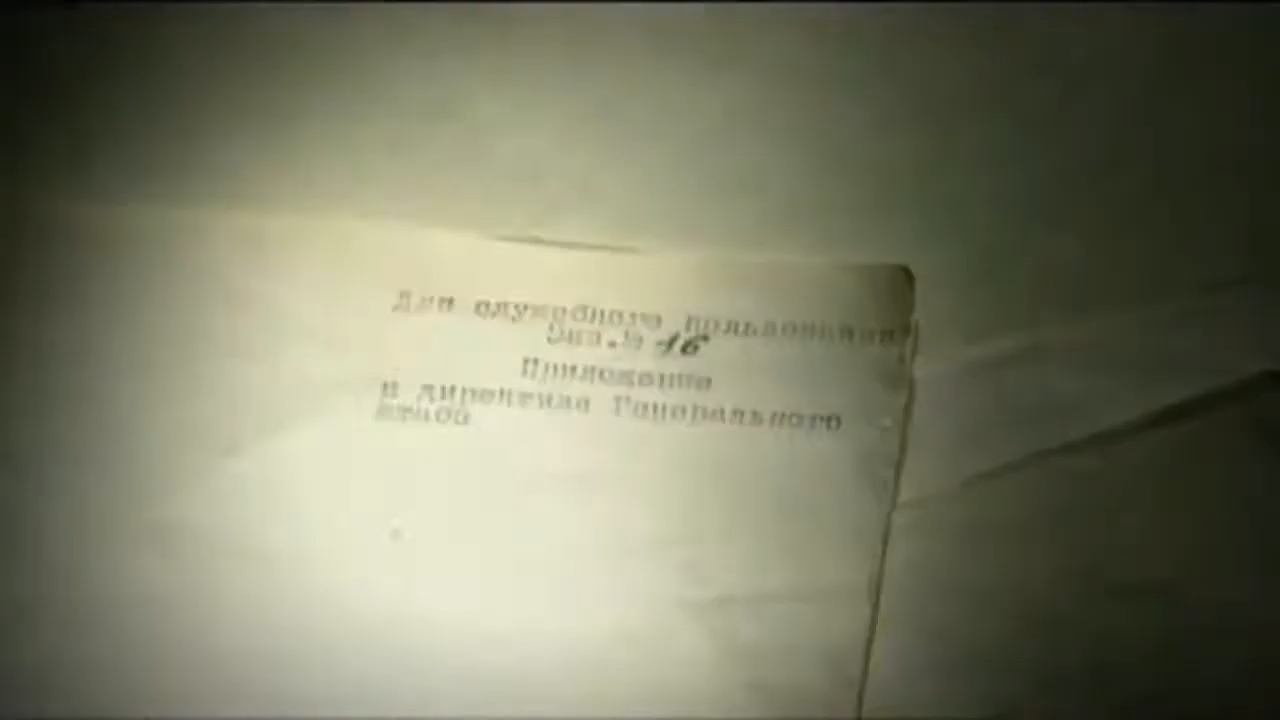 Для служебного пользования
Экз.№ 16
Приложение
к директиве Генерального
штаба